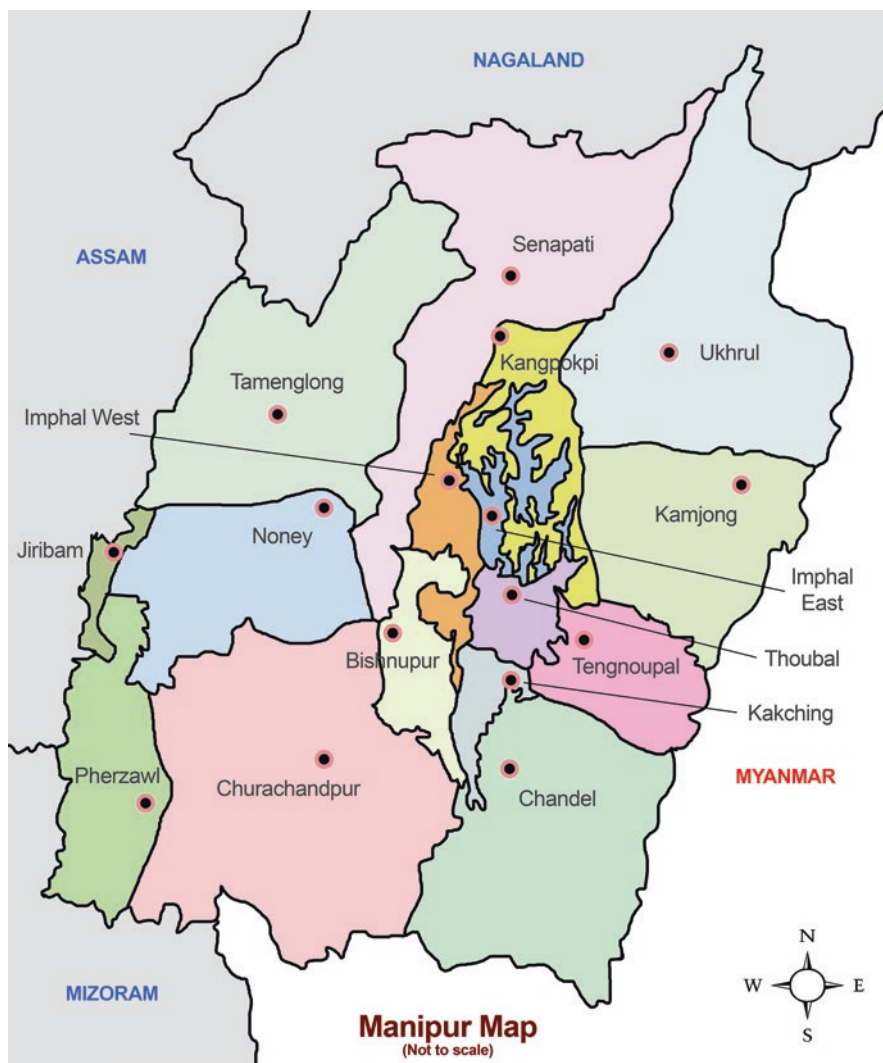 NAGALAND
ASSAM
Senapati
Kangpokpi
Ukhrul
Tamenglong
Imphal West
Noney
Kamjong
Jiribam
Imphal
East
Bishnupur
Tengnoupal
Thoubal
Kakching
Pherzawl
Churachandpur
Chandel
MYANMAR
N
W
E
S
MIZORAM
Manipur Map
(Not to scale)